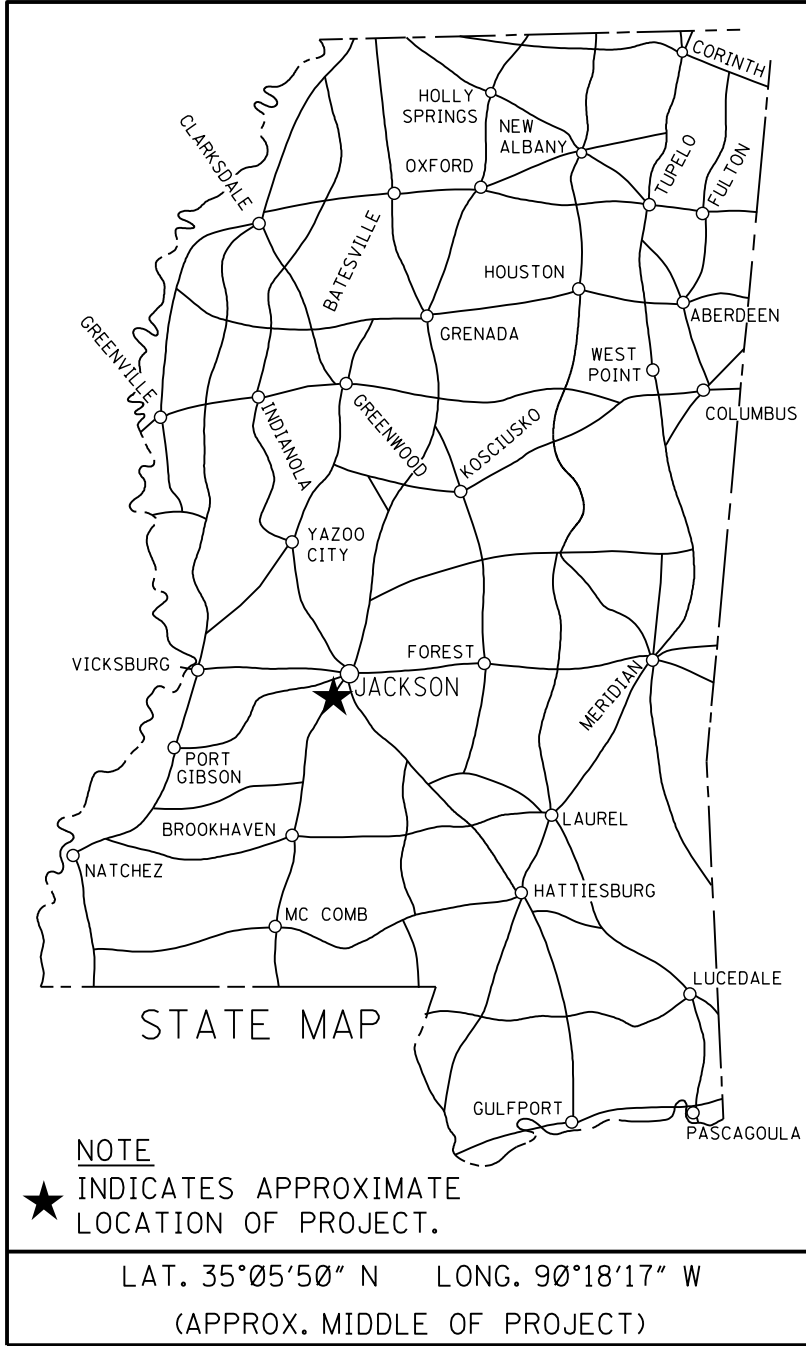 CORINTH
HOLLY
SPRINGS
NEW
ALBANY
CLARKSDALE
OXFORD
TUPELO
FULTON
BATESVILLE
HOUSTON
ABERDEEN
GRENADA
GREENVILLE
WEST
POINT
COLUMBUS
INDIANOLA
GREENWOOD
KOSCIUSKO
YAZOO
CITY
VICKSBURG
FOREST
JACKSON
MERIDIAN
PORT
GIBSON
BROOKHAVEN
LAUREL
NATCHEZ
HATTIESBURG
MC COMB
LUCEDALE
STATE MAP
GULFPORT
PASCAGOULA
NOTE
INDICATES APPROXIMATE
LOCATION OF PROJECT.
LAT. 35°05'50" N LONG. 90°18'17" W
(APPROX. MIDDLE OF PROJECT)